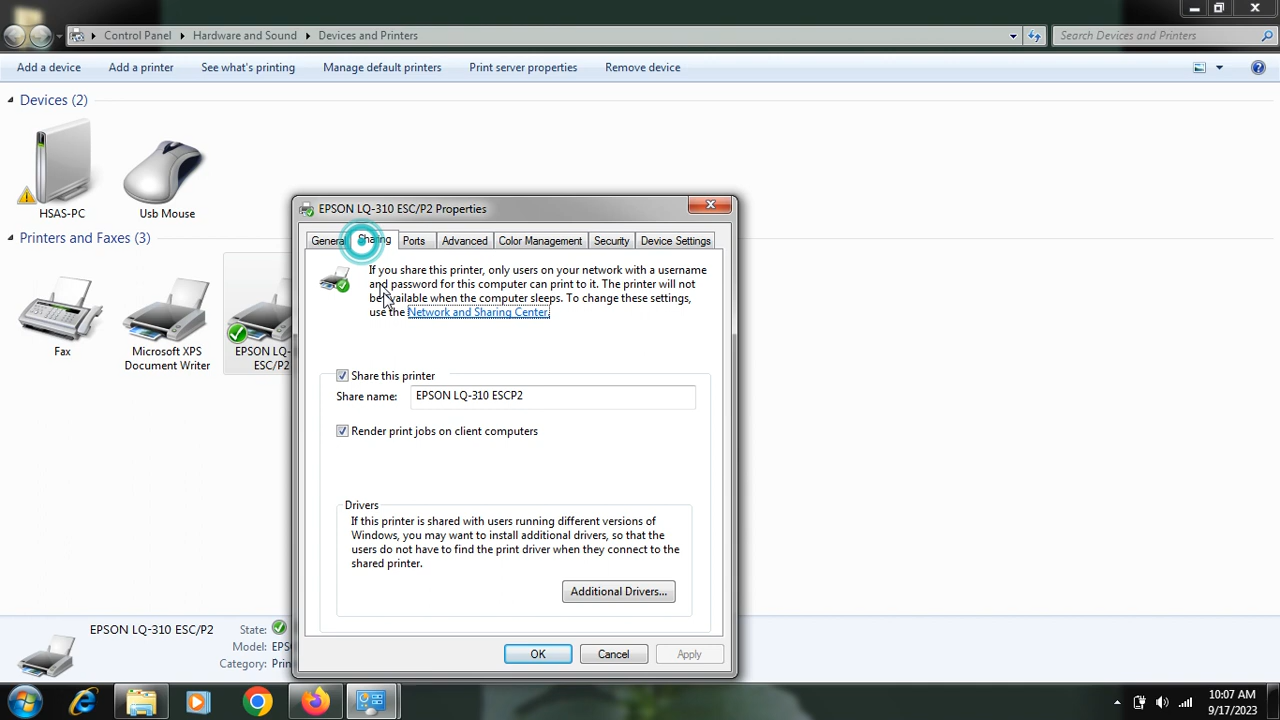 Control Panel Hardware and Sound Devices and Printers Search Devices and Printers
Add a device Add a printer See what's printing Manage default printers Print server properties Remove device
Devices (2)
HSAS-PC Usb Mouse
Printers and Faxes (3)
Fax
Microsoft XPS
Document Writer
EPSON LQ-
ESC/P2
EPSON LQ-310 ESC/P2 Properties
General Sharing Ports Advanced Color Management Security Device Settings
If you share this printer, only users on your network with a username
and password for this computer can print to it. The printer will not
be available when the computer sleeps. To change these settings,
use the Network and Sharing Center.
Share this printer
Share name: EPSON LQ-310 ESCP2
Render print jobs on client computers
Drivers
If this printer is shared with users running different versions of
Windows, you may want to install additional drivers, so that the
users do not have to find the print driver when they connect to the
shared printer.
Additional Drivers...
OK Cancel Apply
EPSON LQ-310 ESC/P2 State:
Model: EPS
Category: Prin
10:07 AM
9/17/2023